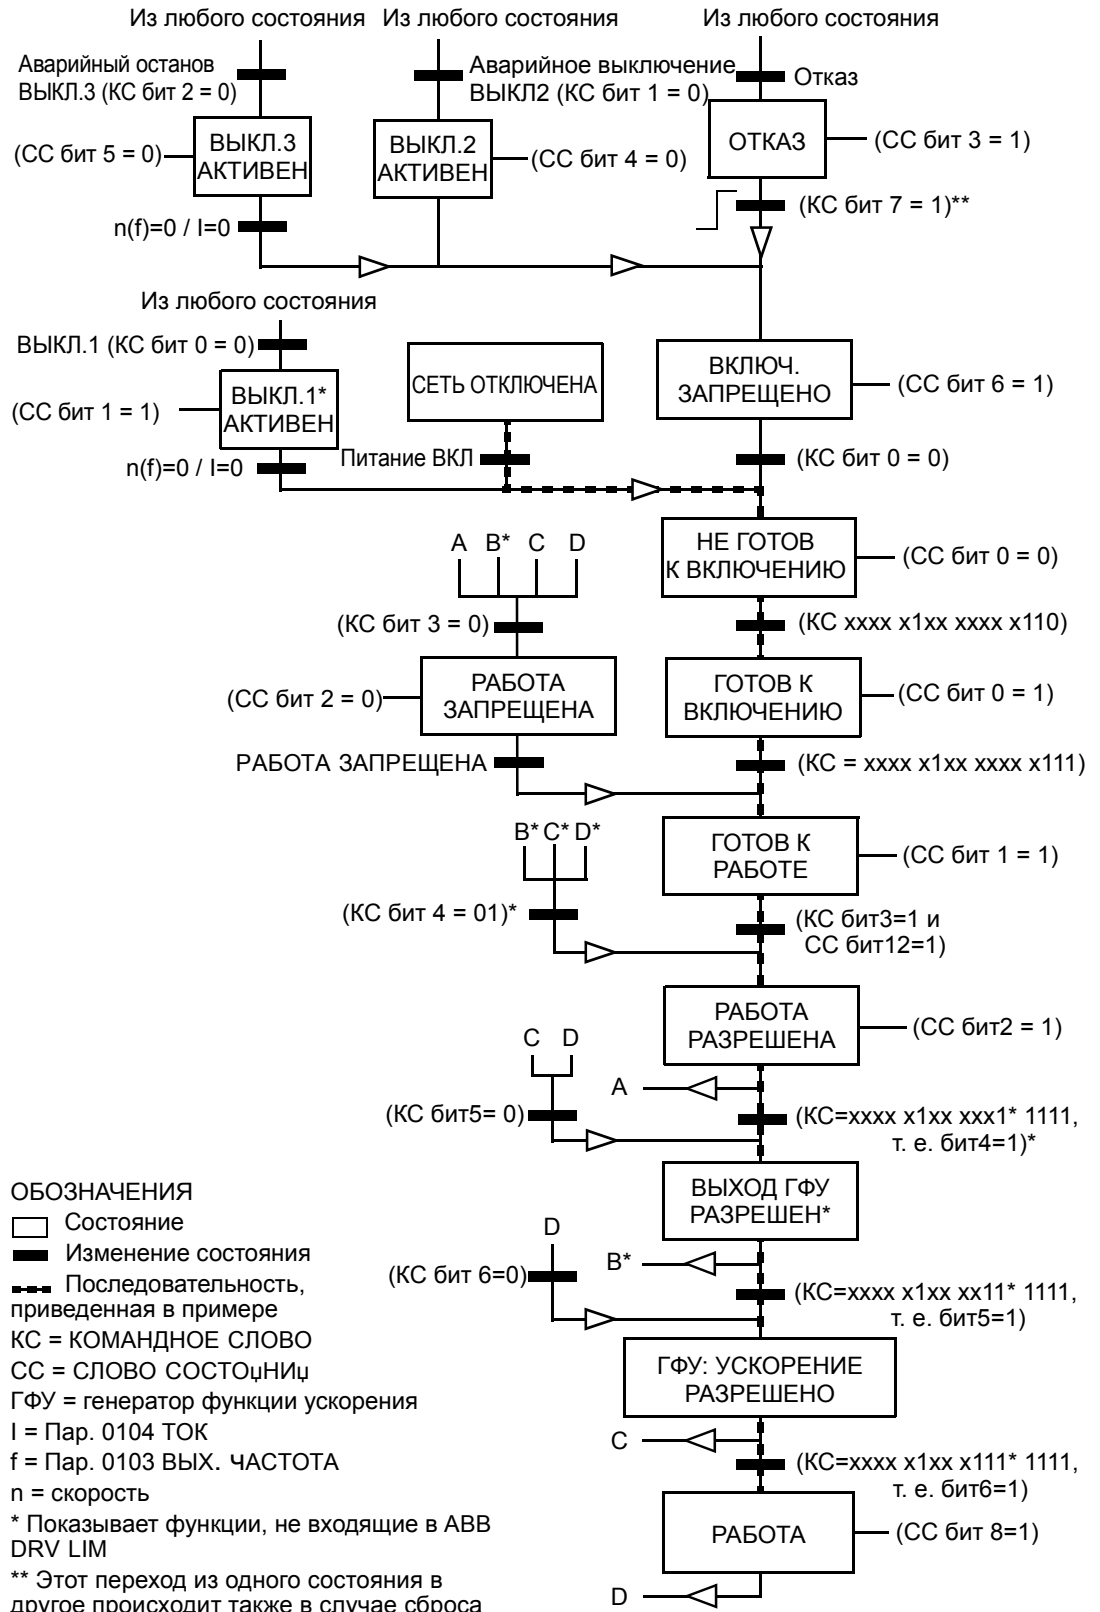 Из любого состояния
Из любого состояния
Из любого состояния
Аварийный останов
ВЫКЛ.3 (КС бит 2 = 0)
Аварийное выключение
ВЫКЛ2 (КС бит 1 = 0)
Отказ
(СС бит 5 = 0)
ВЫКЛ.3
АКТИВЕН
ВЫКЛ.2
АКТИВЕН
(СС бит 4 = 0)
ОТКАЗ
(СС бит 3 = 1)
n(f)=0 / I=0
(КС бит 7 = 1)**
Из любого состояния
ВЫКЛ.1 (КС бит 0 = 0)
(СС бит 1 = 1)
ВЫКЛ.1*
АКТИВЕН
СЕТЬ ОТКЛЮЧЕНА
ВКЛЮЧ.
ЗАПРЕЩЕНО
(СС бит 6 = 1)
n(f)=0 / I=0
Питание ВКЛ
(КС бит 0 = 0)
A B* C D
НЕ ГОТОВ
К ВКЛЮЧЕНИЮ
(СС бит 0 = 0)
(КС бит 3 = 0)
(КС xxxx x1xx xxxx x110)
(СС бит 2 = 0)
РАБОТА
ЗАПРЕЩЕНА
ГОТОВ К
ВКЛЮЧЕНИЮ
(СС бит 0 = 1)
РАБОТА ЗАПРЕЩЕНА
(КС = xxxx x1xx xxxx x111)
B* C* D*
ГОТОВ К
РАБОТЕ
(СС бит 1 = 1)
(КС бит 4 = 01)*
(КС бит3=1 и
СС бит12=1)
РАБОТА
РАЗРЕШЕНА
(СС бит2 = 1)
C D
A
(КС бит5= 0)
(КС=xxxx x1xx xxx1* 1111,
т. е. бит4=1)*
ВЫХОД ГФУ
РАЗРЕШЕН*
D
B*
(КС бит 6=0)
(КС=xxxx x1xx xx11* 1111,
т. е. бит5=1)
ГФУ: УСКОРЕНИЕ
РАЗРЕШЕНО
C
(КС=xxxx x1xx x111* 1111,
т. е. бит6=1)
РАБОТА
(СС бит 8=1)
D
ОБОЗНАЧЕНИЯ
Состояние
Изменение состояния
Последовательность,
приведенная в примере
КС = КОМАНДНОЕ СЛОВО
СС = СЛОВО СОСТОџНИџ
ГФУ = генератор функции ускорения
I = Пар. 0104 ТОК
f = Пар. 0103 ВЫХ. ЧАСТОТА
n = скорость
* Показывает функции, не входящие в ABB
DRV LIM
** Этот переход из одного состояния в
другое происходит также в случае сброса